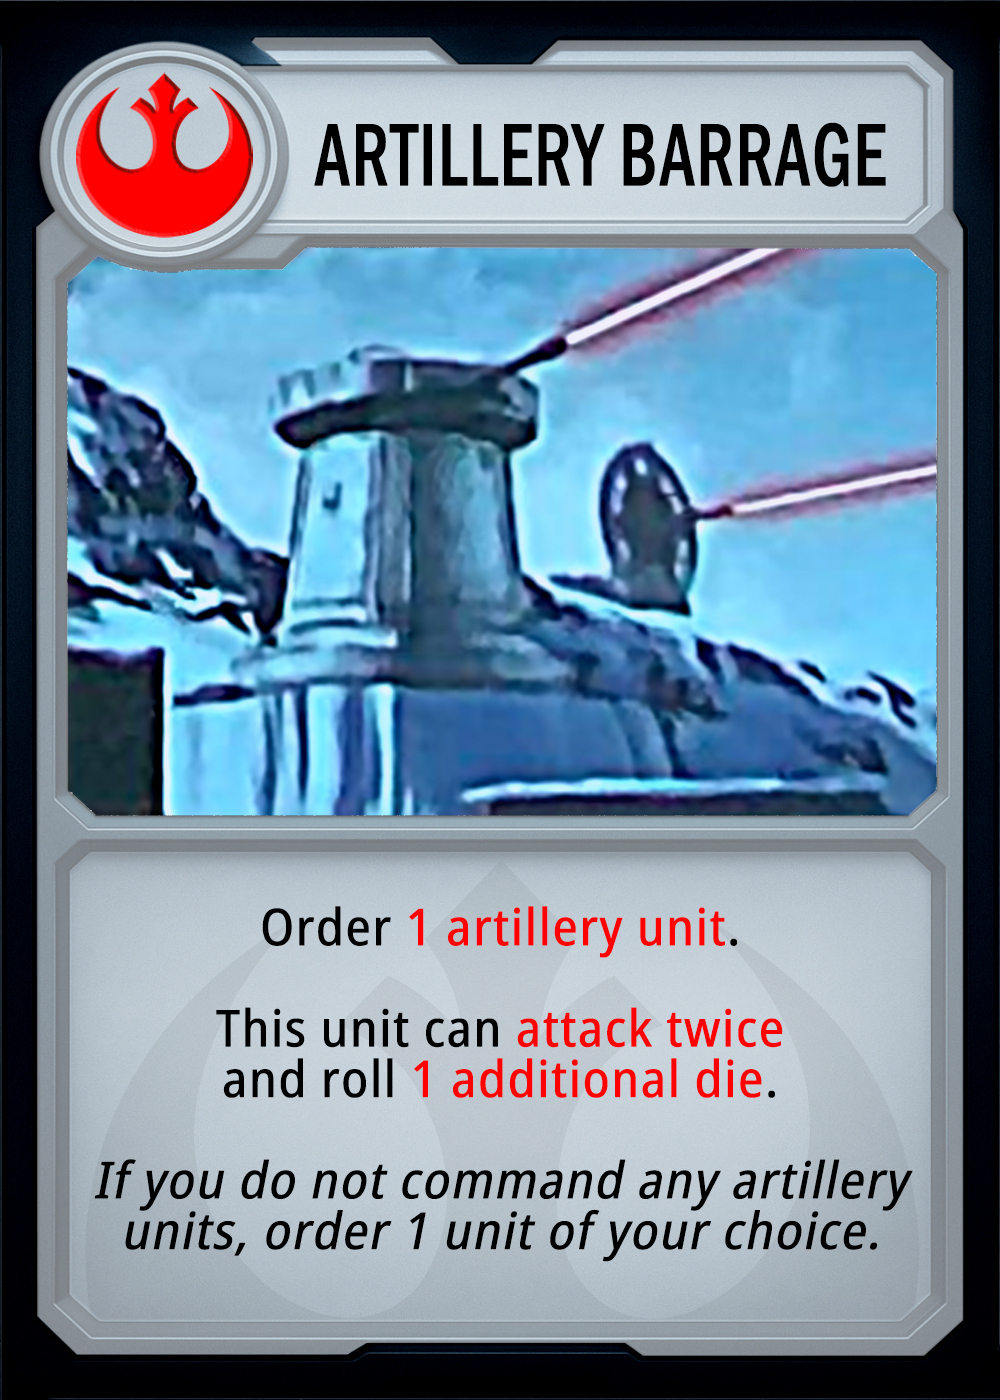 ARTILLERY BARRAGE
Order 1 artillery unit.
This unit can attack twice
and roll 1 additional die.
If you do not command any artillery
units, order 1 unit of your choice.